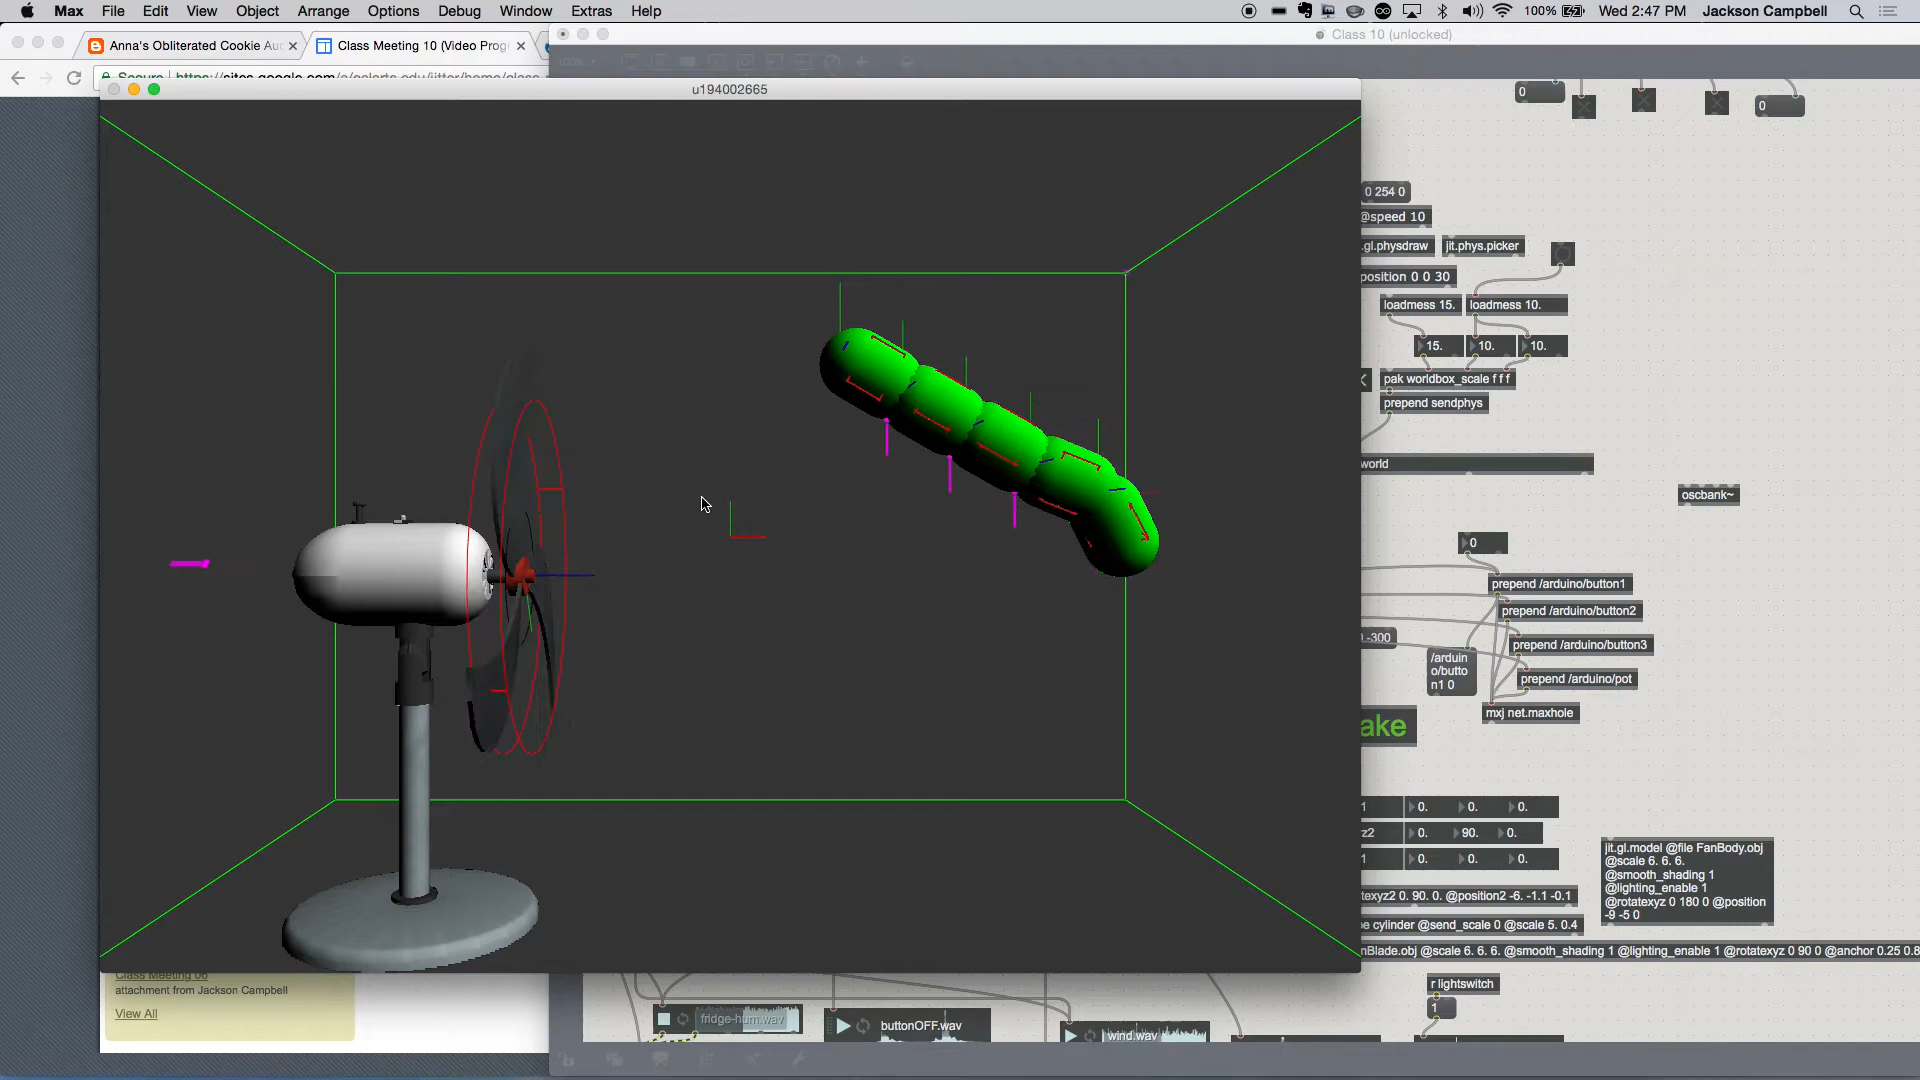 Max File Edit View Object Arrange Options Debug Window Extras Help
100% Wed 2:47 PM Jackson Campbell
Anna's Obliterated Cookie Au
Class Meeting 10 (Video Prog
Class 10 (unlocked)
u194002665
0
0
0 254 0
@speed 10
.gl.physdraw
jit.phys.picker
position 0 0 30
loadmess 15.
loadmess 10.
15.
10.
10.
pak worldbox_scale f f f
prepend sendphys
world
oscbank~
0
prepend /arduino/button1
prepend /arduino/button2
prepend /arduino/button3
prepend /arduino/pot
-300
/arduin
o/butto
n1 0
mxj net.maxhole
ake
1 0. 0. 0.
z2 0. 90. 0.
1 0. 0. 0.
jit.gl.model @file FanBody.obj
@scale 6. 6. 6.
@smooth_shading 1
@lighting_enable 1
@rotatexyz 0 180 0 @position
-9 -5 0
texyz2 0. 90. 0. @position2 -6. -1.1 -0.1
e cylinder @send_scale 0 @scale 5. 0.4
nBlade.obj @scale 6. 6. 6. @smooth_shading 1 @lighting_enable 1 @rotatexyz 0 90 0 @anchor 0.25 0.8
r lightswitch
1
Class Meeting 06
attachment from Jackson Campbell
View All
fridge-hum.wav
buttonOFF.wav
wind.wav